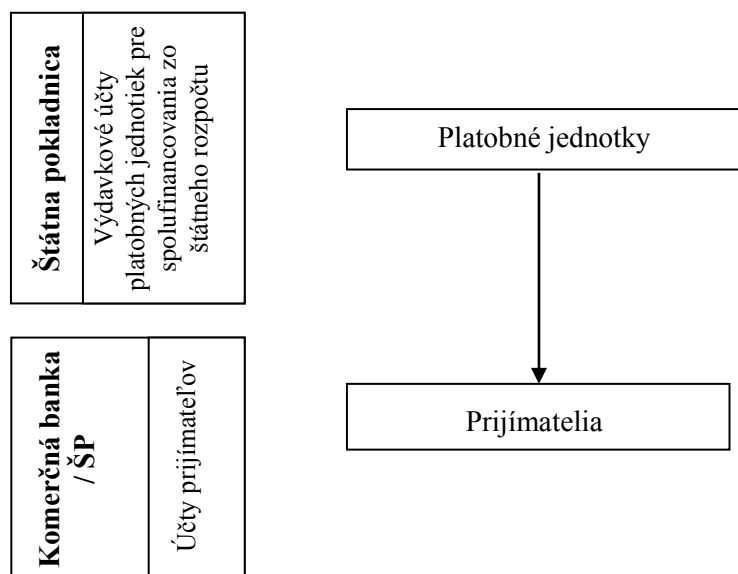 Štátna pokladnica
Výdavkové účty
platobných jednotiek pre
spolufinancovania zo
štátneho rozpočtu
Platobné jednotky
Komerčná banka
/ ŠP
Účty prijímateľov
Prijímatelia